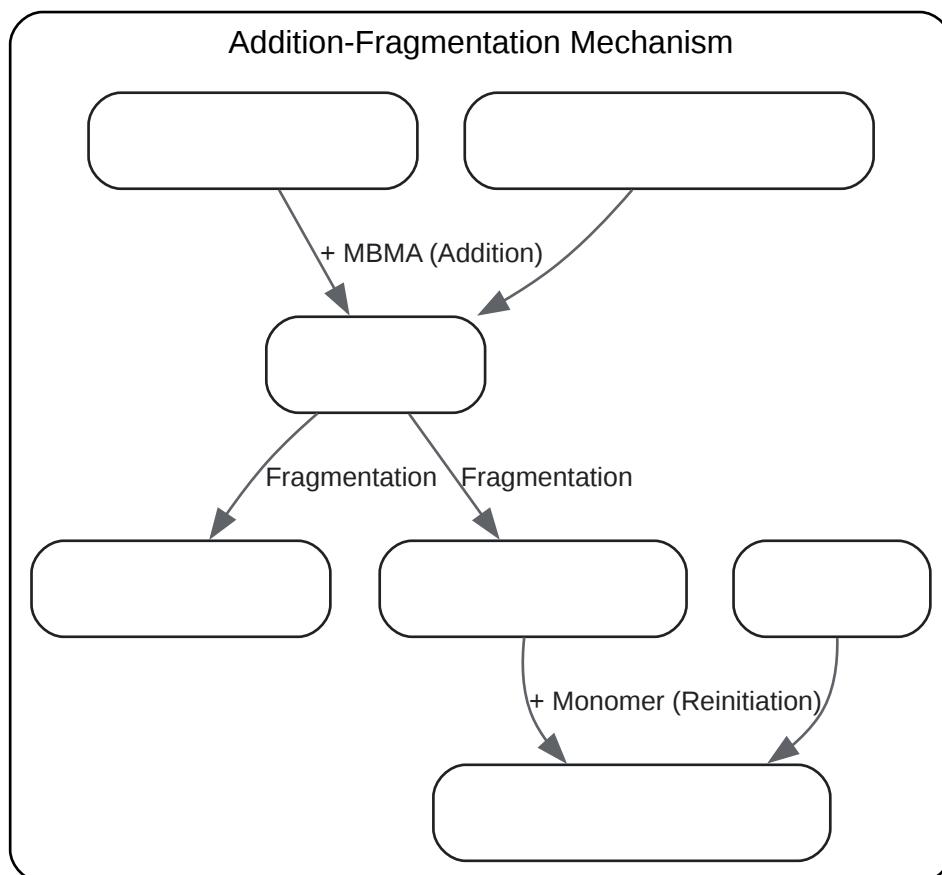 Addition-Fragmentation Mechanism
+ MBMA (Addition)
Fragmentation
Fragmentation
+ Monomer (Reinitiation)